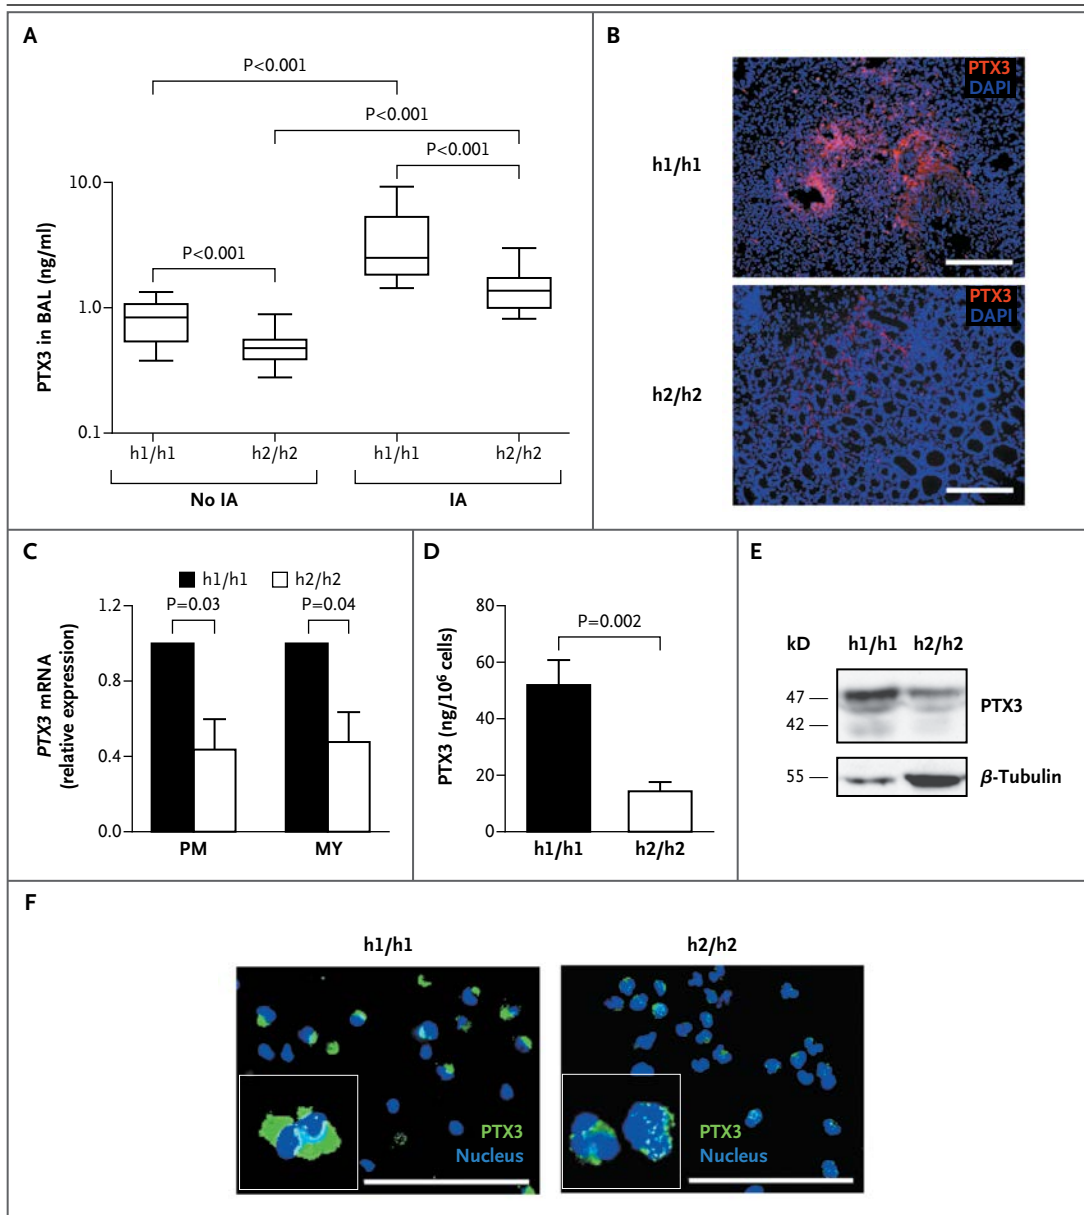 A
P<0.001
P<0.001
P<0.001
P<0.001
PTX3 in BAL (ng/ml)
10.0
1.0
0.1
h1/h1
h2/h2
h1/h1
h2/h2
No IA
IA
B
h1/h1
PTX3
DAPI
h2/h2
PTX3
DAPI
C
h1/h1
h2/h2
P=0.03
P=0.04
PTX3 mRNA
(relative expression)
1.2
0.8
0.4
0.0
PM
MY
D
P=0.002
PTX3 (ng/10⁶ cells)
80
60
40
20
0
h1/h1
h2/h2
E
kD
h1/h1
h2/h2
47
42
PTX3
55
β-Tubulin
F
h1/h1
PTX3
Nucleus
h2/h2
PTX3
Nucleus